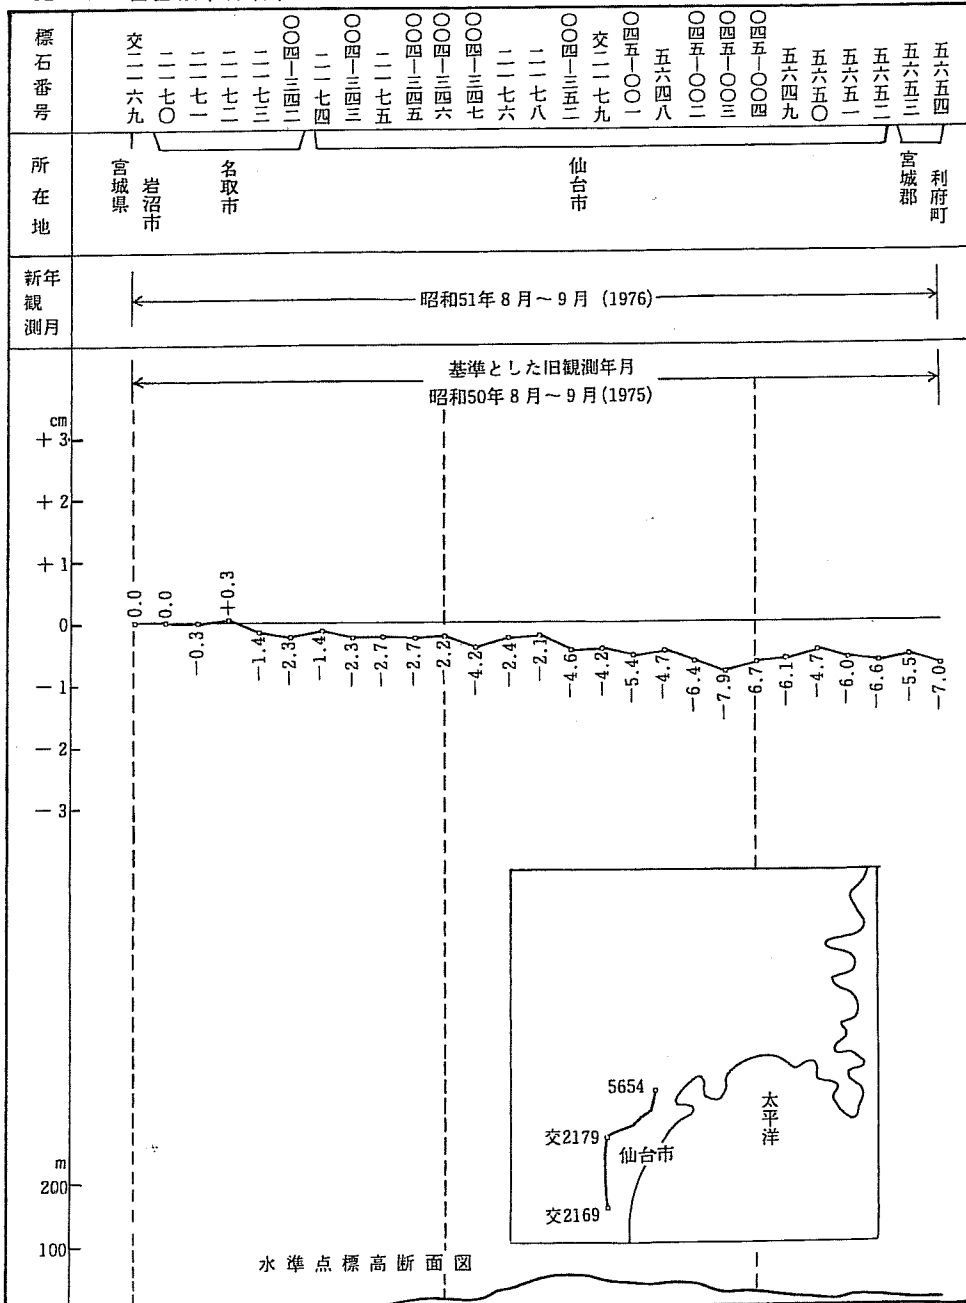 標石番号
交二一六九
二一七〇
二一七一
二一七二
二一七三
〇〇四―三四二
二一七四
〇〇四―三四三
二一七五
〇〇四―三四五
〇〇四―三四六
〇〇四―三四七
二一七六
二一七八
〇〇四―三五二
交二一七九
〇四五―〇〇一
五六四八
〇四五―〇〇二
〇四五―〇〇三
〇四五―〇〇四
五六四九
五六五〇
五六五一
五六五二
五六五三
五六五四
所在地
宮城県
岩沼市
名取市
仙台市
宮城郡
利府町
新観測年月
昭和51年8月～9月 (1976)
基準とした旧観測年月
昭和50年8月～9月 (1975)
cm
+3
+2
+1
0
−1
−2
−3
0.0
0.0
−0.3
+0.3
−1.4
−2.3
−1.4
−2.3
−2.7
−2.7
−2.2
−4.2
−2.4
−2.1
−4.6
−4.2
−5.4
−4.7
−6.4
−7.9
−6.7
−6.1
−4.7
−6.0
−6.6
−5.5
−7.0
5654
交2179
仙台市
太平洋
交2169
m
200
100
水準点標高断面図